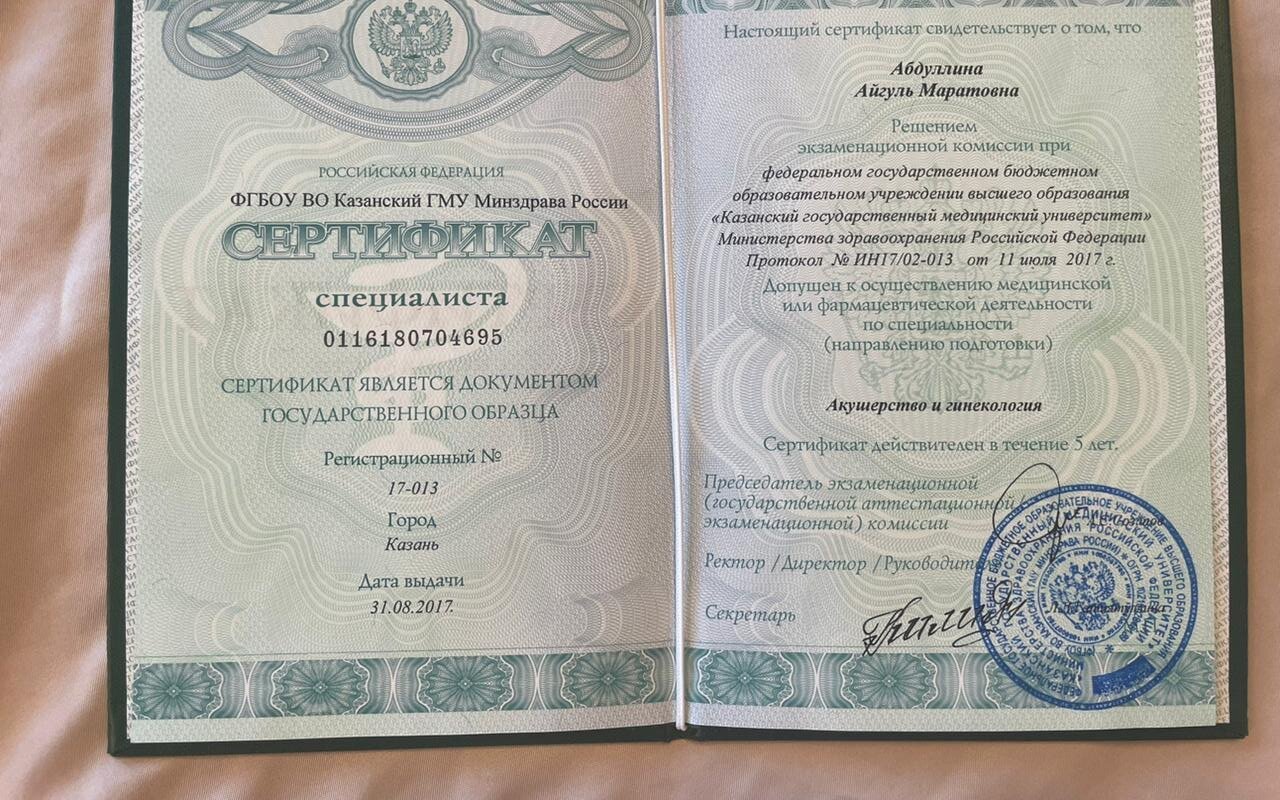 РОССИЙСКАЯ ФЕДЕРАЦИЯ
ФГБОУ ВО Казанский ГМУ Минздрава России
СЕРТИФИКАТ
специалиста
0116180704695
СЕРТИФИКАТ ЯВЛЯЕТСЯ ДОКУМЕНТОМ
ГОСУДАРСТВЕННОГО ОБРАЗЦА
Регистрационный №
17-013
Город
Казань
Дата выдачи
31.08.2017.
Настоящий сертификат свидетельствует о том, что
Абдуллина
Айгуль Маратовна
Решением
экзаменационной комиссии при
федеральном государственном бюджетном
образовательном учреждении высшего образования
«Казанский государственный медицинский университет»
Министерства здравоохранения Российской Федерации
Протокол № ИН17/02-013 от 11 июля 2017 г.
Допущен к осуществлению медицинской
или фармацевтической деятельности
по специальности
(направлению подготовки)
Акушерство и гинекология
Сертификат действителен в течение 5 лет.
Председатель экзаменационной
(государственной аттестационной/
экзаменационной) комиссии
Ректор /Директор /Руководитель
Секретарь